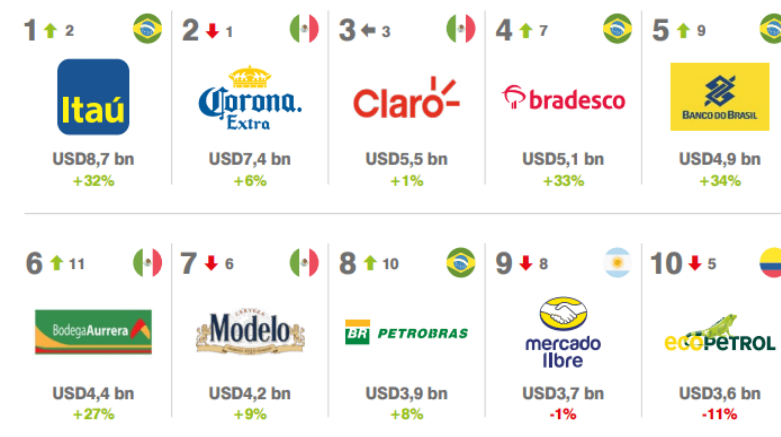 1 2
2 1
3 3
4 7
5 9
Itaú
Corona.
Extra
Claro
bradesco
BANCO DO BRASIL
USD8,7 bn
+32%
USD7,4 bn
+6%
USD5,5 bn
+1%
USD5,1 bn
+33%
USD4,9 bn
+34%
6 11
7 6
8 10
9 8
10 5
BodegaAurrera
CERVEZA
Modelo
BR PETROBRAS
mercado
libre
ecopetrol
USD4,4 bn
+27%
USD4,2 bn
+9%
USD3,9 bn
+8%
USD3,7 bn
-1%
USD3,6 bn
-11%